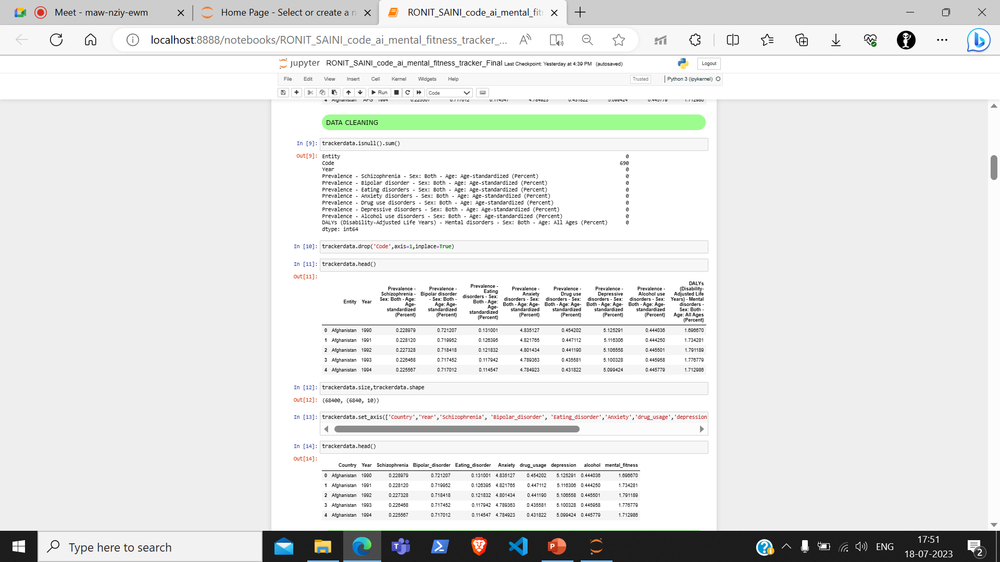 Meet - maw-nziy-ewm
Home Page - Select or create a n
RONIT_SAINI_code_ai_mental_fitn
localhost:8888/notebooks/RONIT_SAINI_code_ai_mental_fitness_tracker_...
jupyter RONIT_SAINI_code_ai_mental_fitness_tracker_Final Last Checkpoint: Yesterday at 4:39 PM (autosaved)
Logout
File Edit View Insert Cell Kernel Widgets Help
Trusted
Python 3 (ipykernel)
Run
Code
4 Afghanistan AFG 1994 0.225567 0.717012 0.114547 4.784923 0.431822 5.099424 0.445779 1.712986
DATA CLEANING
In [9]: trackerdata.isnull().sum()
Out[9]: Entity 0
Code 690
Year 0
Prevalence - Schizophrenia - Sex: Both - Age: Age-standardized (Percent) 0
Prevalence - Bipolar disorder - Sex: Both - Age: Age-standardized (Percent) 0
Prevalence - Eating disorders - Sex: Both - Age: Age-standardized (Percent) 0
Prevalence - Anxiety disorders - Sex: Both - Age: Age-standardized (Percent) 0
Prevalence - Drug use disorders - Sex: Both - Age: Age-standardized (Percent) 0
Prevalence - Depressive disorders - Sex: Both - Age: Age-standardized (Percent) 0
Prevalence - Alcohol use disorders - Sex: Both - Age: Age-standardized (Percent) 0
DALYs (Disability-Adjusted Life Years) - Mental disorders - Sex: Both - Age: All Ages (Percent) 0
dtype: int64
In [10]: trackerdata.drop('Code',axis=1,inplace=True)
In [11]: trackerdata.head()
Out[11]:
Entity Year Prevalence - Schizophrenia - Sex: Both - Age: Age-standardized (Percent) Prevalence - Bipolar disorder - Sex: Both - Age: Age-standardized (Percent) Prevalence - Eating disorders - Sex: Both - Age: Age-standardized (Percent) Prevalence - Anxiety disorders - Sex: Both - Age: Age-standardized (Percent) Prevalence - Drug use disorders - Sex: Both - Age: Age-standardized (Percent) Prevalence - Depressive disorders - Sex: Both - Age: Age-standardized (Percent) Prevalence - Alcohol use disorders - Sex: Both - Age: Age-standardized (Percent) DALYs (Disability-Adjusted Life Years) - Mental disorders - Sex: Both - Age: All Ages (Percent)
0 Afghanistan 1990 0.228979 0.721207 0.131001 4.835127 0.454202 5.125291 0.444036 1.696670
1 Afghanistan 1991 0.228120 0.719952 0.126395 4.821765 0.447112 5.116306 0.444250 1.734281
2 Afghanistan 1992 0.227328 0.718418 0.121832 4.801434 0.441190 5.106558 0.445501 1.791189
3 Afghanistan 1993 0.226468 0.717452 0.117942 4.789363 0.435581 5.100328 0.445958 1.776779
4 Afghanistan 1994 0.225567 0.717012 0.114547 4.784923 0.431822 5.099424 0.445779 1.712986
In [12]: trackerdata.size,trackerdata.shape
Out[12]: (68400, (6840, 10))
In [13]: trackerdata.set_axis(['Country','Year','Schizophrenia', 'Bipolar_disorder', 'Eating_disorder','Anxiety','drug_usage','depression
In [14]: trackerdata.head()
Out[14]:
Country Year Schizophrenia Bipolar_disorder Eating_disorder Anxiety drug_usage depression alcohol mental_fitness
0 Afghanistan 1990 0.228979 0.721207 0.131001 4.835127 0.454202 5.125291 0.444036 1.696670
1 Afghanistan 1991 0.228120 0.719952 0.126395 4.821765 0.447112 5.116306 0.444250 1.734281
2 Afghanistan 1992 0.227328 0.718418 0.121832 4.801434 0.441190 5.106558 0.445501 1.791189
3 Afghanistan 1993 0.226468 0.717452 0.117942 4.789363 0.435581 5.100328 0.445958 1.776779
4 Afghanistan 1994 0.225567 0.717012 0.114547 4.784923 0.431822 5.099424 0.445779 1.712986
Type here to search
ENG
17:51
18-07-2023
2